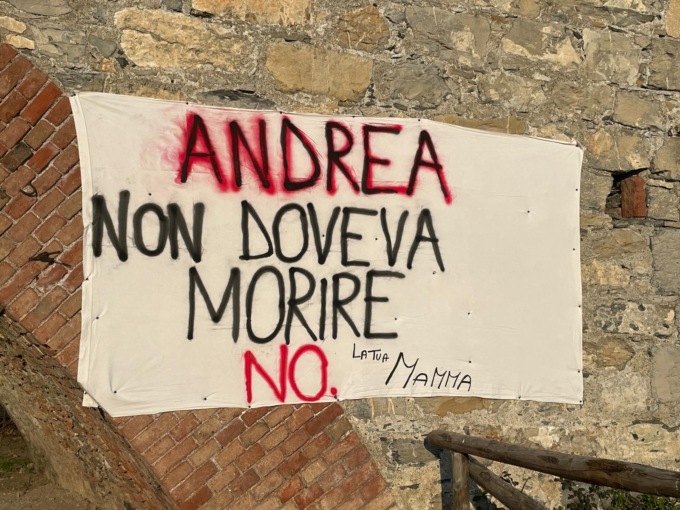 ANDREA
NON DOVEVA
MORIRE
NO.
LA TUA
MAMMA